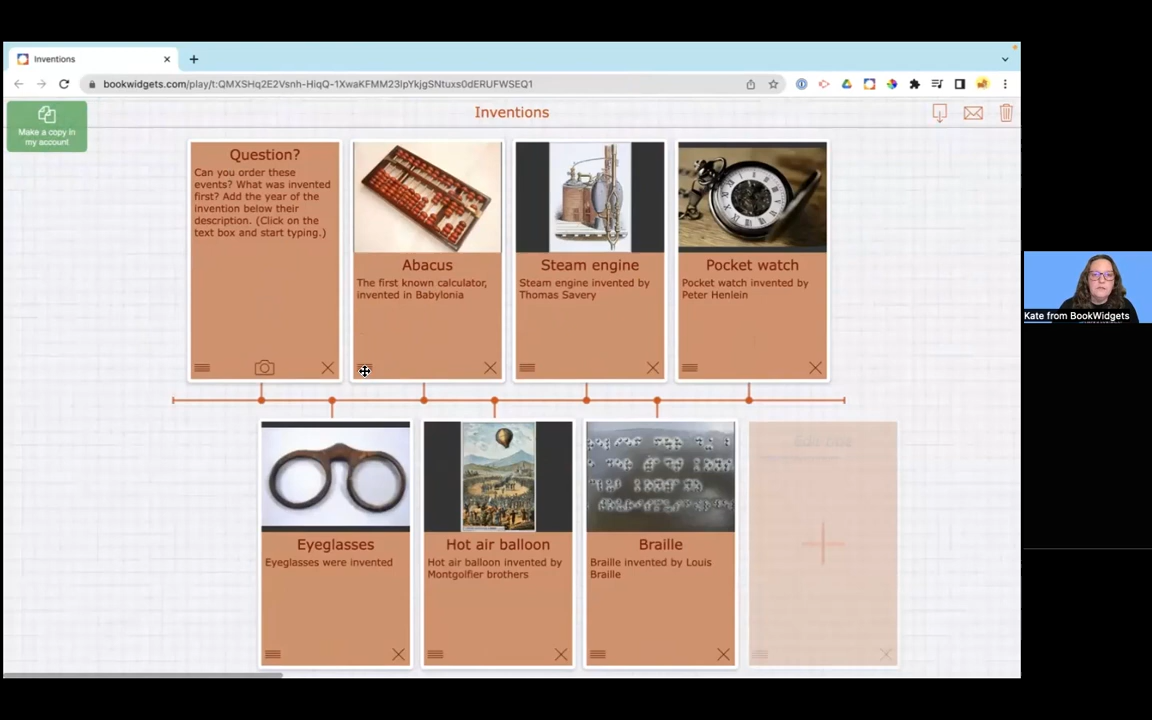 Inventions
bookwidgets.com/play/t:QMXSHq2E2Vsnh-HiqQ-1XwaKFMM23lpYkjgSNtuxs0dERUFWSEQ1
Make a copy in
my account
Inventions
Question?
Can you order these
events? What was invented
first? Add the year of the
invention below their
description. (Click on the
text box and start typing.)
Abacus
The first known calculator,
invented in Babylonia
Steam engine
Steam engine invented by
Thomas Savery
Pocket watch
Pocket watch invented by
Peter Henlein
Kate from BookWidgets
Eyeglasses
Eyeglasses were invented
Hot air balloon
Hot air balloon invented by
Montgolfier brothers
Braille
Braille invented by Louis
Braille